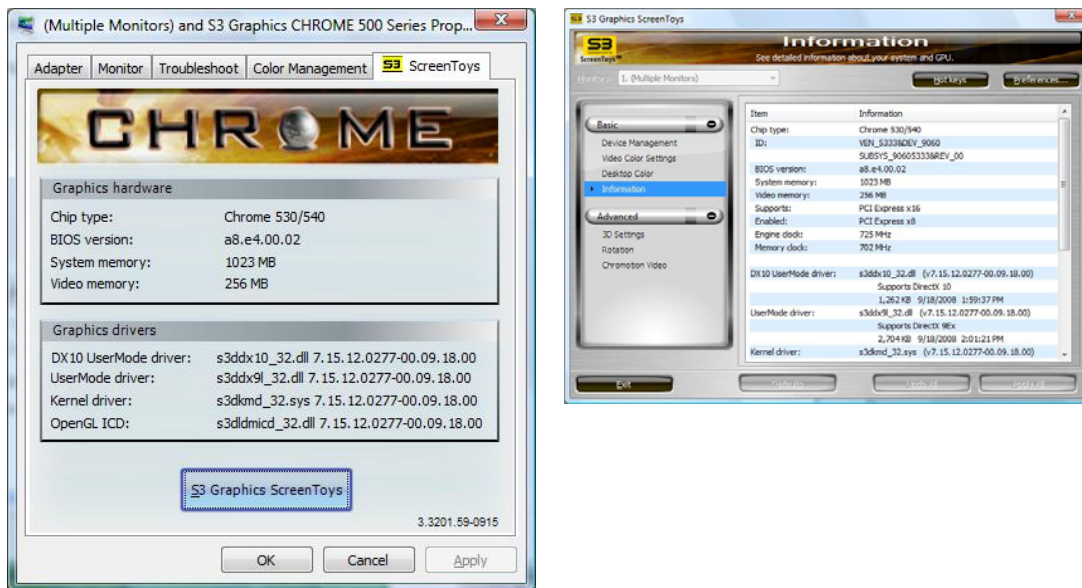 (Multiple Monitors) and S3 Graphics CHROME 500 Series Prop...
Adapter Monitor Troubleshoot Color Management S3 ScreenToys
CHROME
Graphics hardware
Chip type: Chrome 530/540
BIOS version: a8.e4.00.02
System memory: 1023 MB
Video memory: 256 MB
Graphics drivers
DX10 UserMode driver: s3ddx10_32.dll 7.15.12.0277-00.09.18.00
UserMode driver: s3ddx9l_32.dll 7.15.12.0277-00.09.18.00
Kernel driver: s3dkmd_32.sys 7.15.12.0277-00.09.18.00
OpenGL ICD: s3dldmicd_32.dll 7.15.12.0277-00.09.18.00
S3 Graphics ScreenToys
3.3201.59-0915
OK Cancel Apply
S3 Graphics ScreenToys
S3
ScreenToys™
Information
See detailed information about your system and GPU.
Monitors: 1. (Multiple Monitors)
Hot keys Preferences...
Basic
Device Management
Video Color Settings
Desktop Color
Information
Advanced
3D Settings
Rotation
Chromotion Video
Item Information
Chip type: Chrome 530/540
ID: VEN_5333&DEV_9060
SUBSYS_90605333&REV_00
BIOS version: a8.e4.00.02
System memory: 1023 MB
Video memory: 256 MB
Supports: PCI Express x16
Enabled: PCI Express x8
Engine clock: 725 MHz
Memory clock: 702 MHz
DX10 UserMode driver: s3ddx10_32.dll (v7.15.12.0277-00.09.18.00)
Supports DirectX 10
1,262 KB 9/18/2008 1:59:37 PM
UserMode driver: s3ddx9l_32.dll (v7.15.12.0277-00.09.18.00)
Supports DirectX 9Ex
2,704 KB 9/18/2008 2:01:21 PM
Kernel driver: s3dkmd_32.sys (v7.15.12.0277-00.09.18.00)
Exit